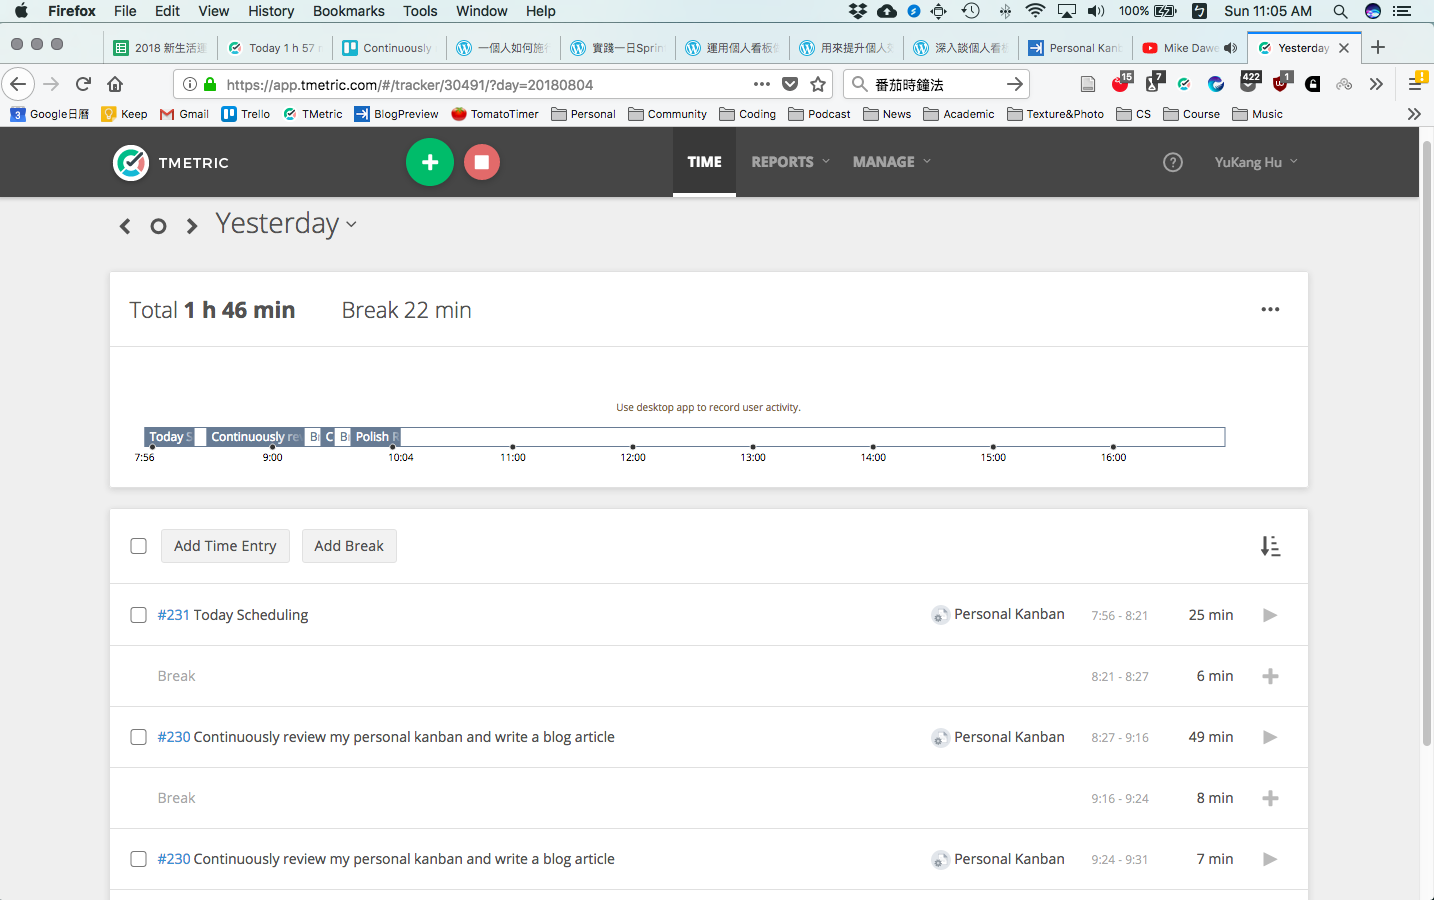 Firefox File Edit View History Bookmarks Tools Window Help 100% Sun 11:05 AM
2018 新生活運 Today 1 h 57 Continuously 一個人如何施行 實踐一日Sprin 運用個人看板 用來提升個人 深入談個人看板 Personal Kanb Mike Dawe Yesterday
https://app.tmetric.com/#/tracker/30491/?day=20180804 番茄時鐘法 15 7 422 1
Google日曆 Keep Gmail Trello TMetric BlogPreview TomatoTimer Personal Community Coding Podcast News Academic Texture&Photo CS Course Music
TMETRIC TIME REPORTS MANAGE YuKang Hu
Yesterday
Total 1 h 46 min Break 22 min
Use desktop app to record user activity.
Today S Continuously re Br C Br Polish R
7:56 9:00 10:04 11:00 12:00 13:00 14:00 15:00 16:00
Add Time Entry Add Break
#231 Today Scheduling Personal Kanban 7:56 - 8:21 25 min
Break 8:21 - 8:27 6 min
#230 Continuously review my personal kanban and write a blog article Personal Kanban 8:27 - 9:16 49 min
Break 9:16 - 9:24 8 min
#230 Continuously review my personal kanban and write a blog article Personal Kanban 9:24 - 9:31 7 min